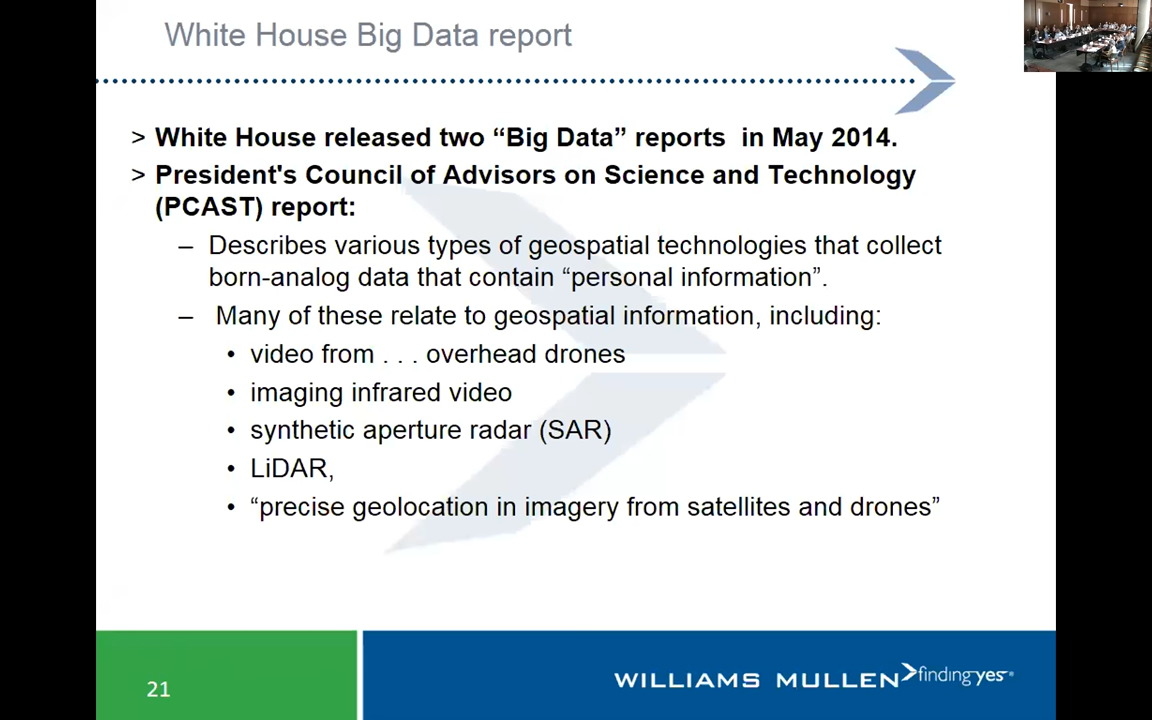 White House Big Data report
> White House released two “Big Data” reports  in May 2014.
> President's Council of Advisors on Science and Technology
(PCAST) report:
– Describes various types of geospatial technologies that collect
born-analog data that contain “personal information”.
– Many of these relate to geospatial information, including:
• video from . . . overhead drones
• imaging infrared video
• synthetic aperture radar (SAR)
• LiDAR,
• “precise geolocation in imagery from satellites and drones”
21
WILLIAMS MULLEN finding yes®